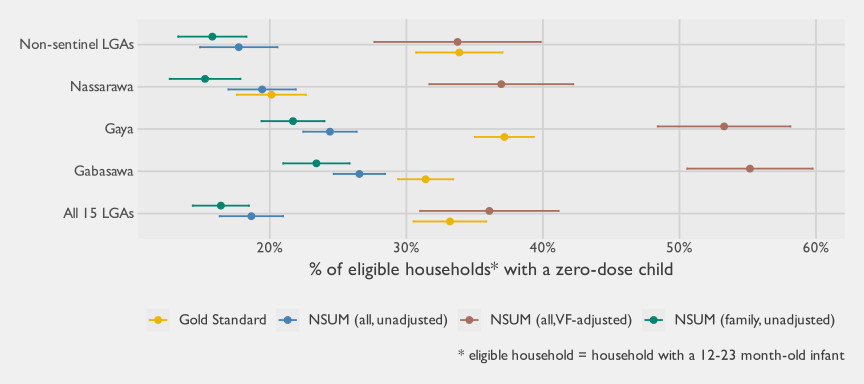 Non-sentinel LGAs
Nassarawa
Gaya
Gabasawa
All 15 LGAs
20% 30% 40% 50% 60%
% of eligible households* with a zero-dose child
Gold Standard NSUM (all, unadjusted) NSUM (all,VF-adjusted) NSUM (family, unadjusted)
* eligible household = household with a 12-23 month-old infant